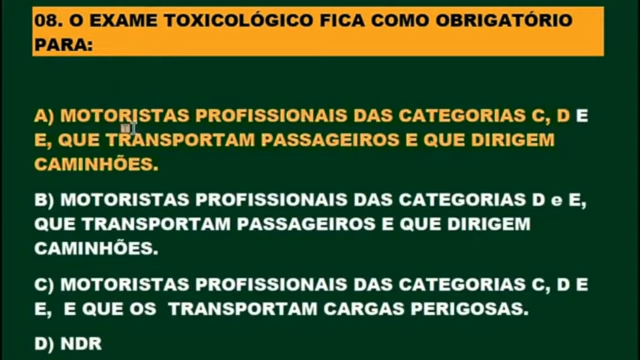 08. O EXAME TOXICOLÓGICO FICA COMO OBRIGATÓRIO
PARA:
A) MOTORISTAS PROFISSIONAIS DAS CATEGORIAS C, D E
E, QUE TRANSPORTAM PASSAGEIROS E QUE DIRIGEM
CAMINHÕES.
B) MOTORISTAS PROFISSIONAIS DAS CATEGORIAS D e E,
QUE TRANSPORTAM PASSAGEIROS E QUE DIRIGEM
CAMINHÕES.
C) MOTORISTAS PROFISSIONAIS DAS CATEGORIAS C, D E
E, E QUE OS TRANSPORTAM CARGAS PERIGOSAS.
D) NDR